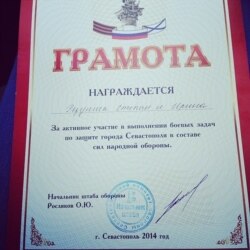 ГРАМОТА
НАГРАЖДАЕТСЯ
За активное участие в выполнении боевых задач
по защите города Севастополя в составе
сил народной обороны.
Начальник штаба обороны
Росляков О.Ю.
г. Севастополь 2014 год